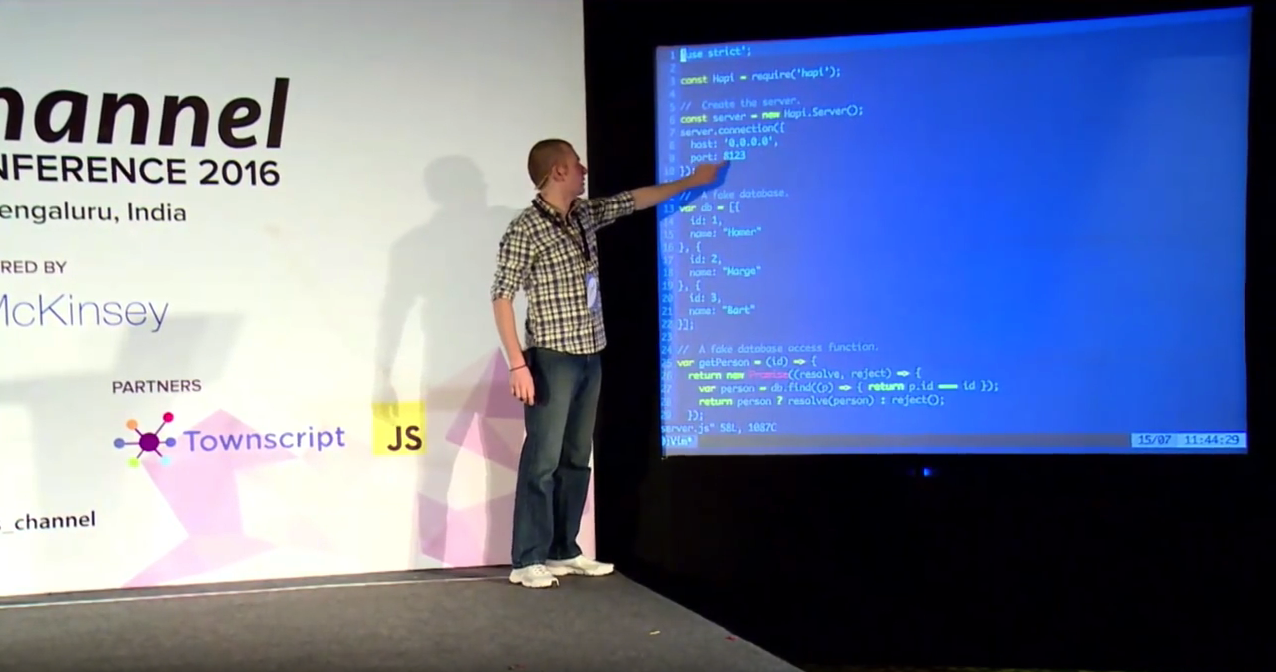 hannel
NFERENCE 2016
engaluru, India
RED BY
McKinsey
PARTNERS
Townscript
JS
_channel
1 'use strict';
2
3 const Hapi = require('hapi');
4
5 // Create the server.
6 const server = new Hapi.Server();
7 server.connection({
8 host: '0.0.0.0',
9 port: 8123
10 });
// A fake database.
13 var db = [{
14 id: 1,
15 name: "Homer"
16 }, {
17 id: 2,
18 name: "Marge"
19 }, {
20 id: 3,
21 name: "Bart"
22 }];
23
24 // A fake database access function.
25 var getPerson = (id) => {
26 return new Promise((resolve, reject) => {
27 var person = db.find((p) => { return p.id === id });
28 return person ? resolve(person) : reject();
29 });
server.js" 58L, 1087C
Vim* 15/07 11:44:29